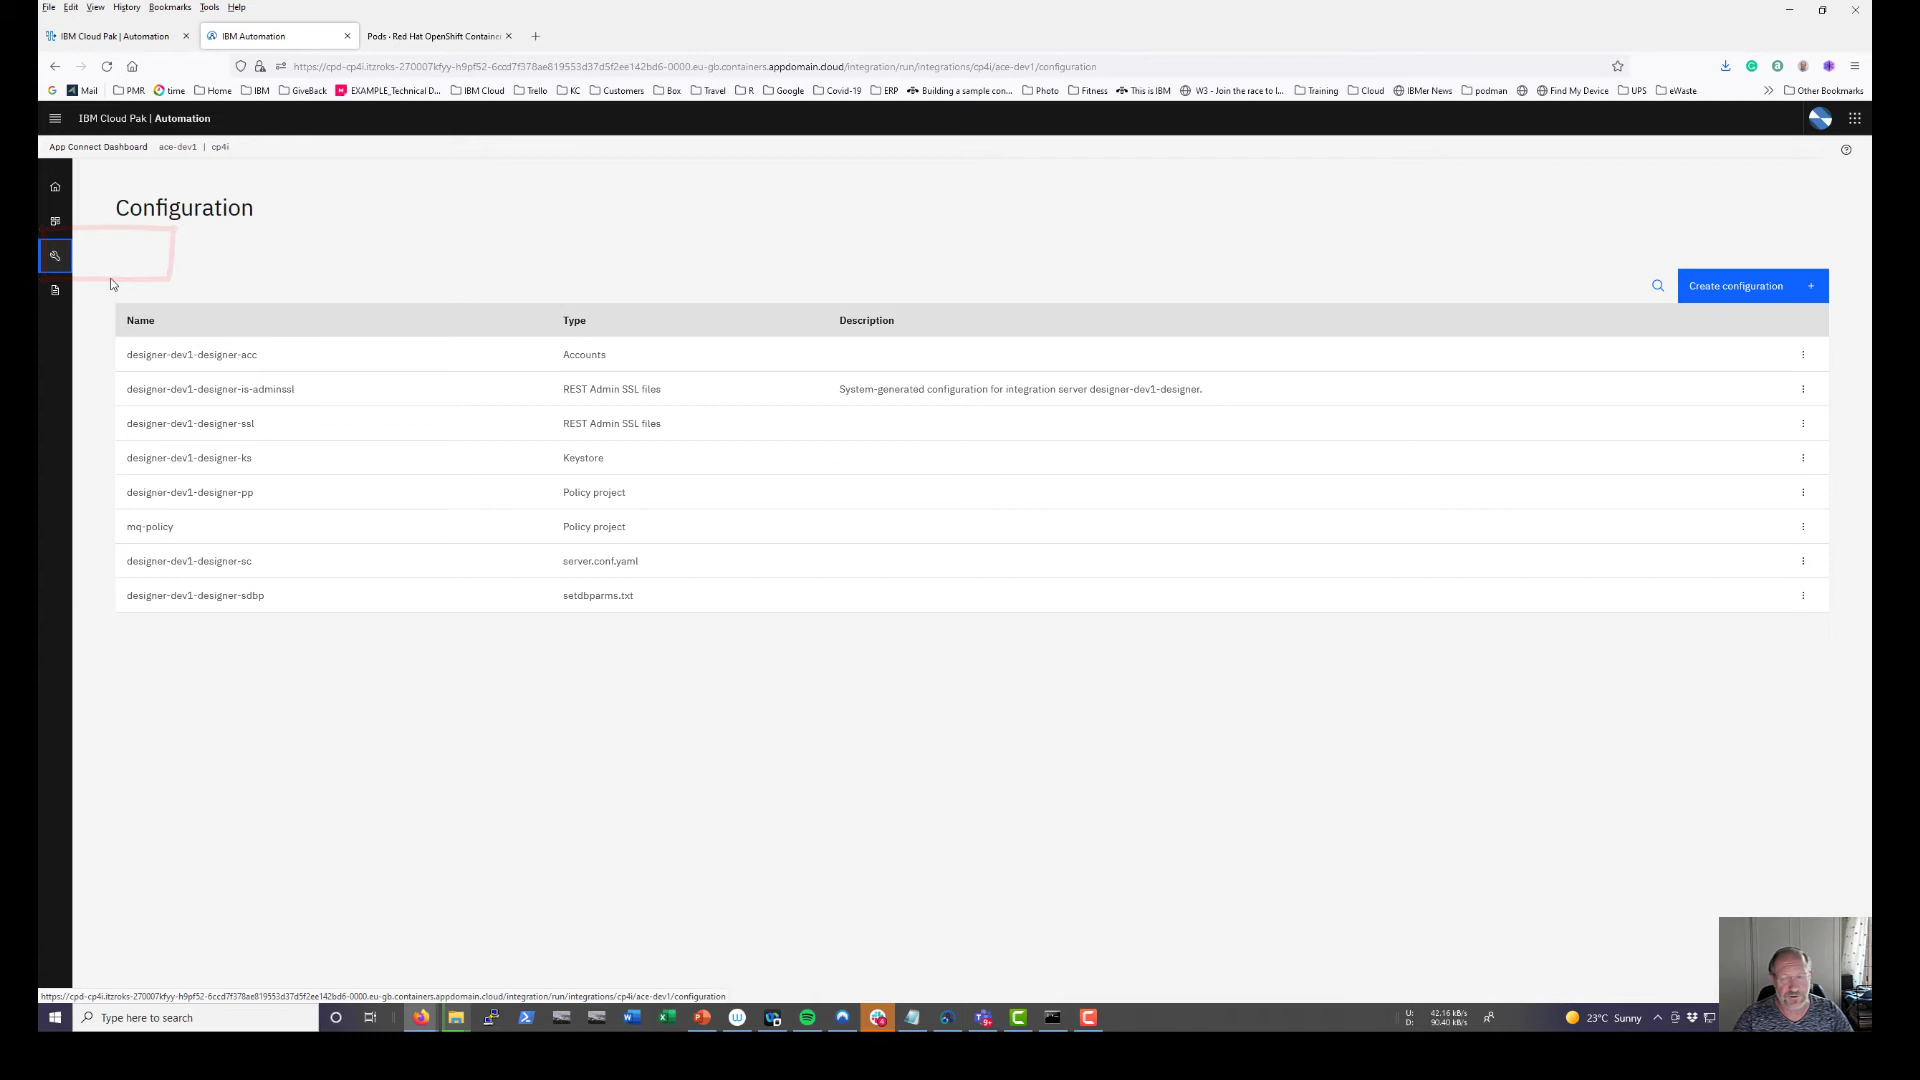 File Edit View History Bookmarks Tools Help
IBM Cloud Pak | Automation
IBM Automation
Pods · Red Hat OpenShift Container
https://cpd-cp4i.itzroks-270007kfyy-h9pf52-6ccd7f378ae819553d37d5f2ee142bd6-0000.eu-gb.containers.appdomain.cloud/integration/run/integrations/cp4i/ace-dev1/configuration
Mail PMR time Home IBM GiveBack EXAMPLE_Technical D... IBM Cloud Trello KC Customers Box Travel R Google Covid-19 ERP Building a sample con... Photo Fitness This is IBM W3 - Join the race to I... Training Cloud IBMer News podman Find My Device UPS eWaste Other Bookmarks
IBM Cloud Pak | Automation
App Connect Dashboard ace-dev1 | cp4i
Configuration
Create configuration +
Name Type Description
designer-dev1-designer-acc Accounts
designer-dev1-designer-is-adminssl REST Admin SSL files System-generated configuration for integration server designer-dev1-designer.
designer-dev1-designer-ssl REST Admin SSL files
designer-dev1-designer-ks Keystore
designer-dev1-designer-pp Policy project
mq-policy Policy project
designer-dev1-designer-sc server.conf.yaml
designer-dev1-designer-sdbp setdbparms.txt
https://cpd-cp4i.itzroks-270007kfyy-h9pf52-6ccd7f378ae819553d37d5f2ee142bd6-0000.eu-gb.containers.appdomain.cloud/integration/run/integrations/cp4i/ace-dev1/configuration
Type here to search
U: 42.16 kB/s
D: 90.40 kB/s
23°C Sunny